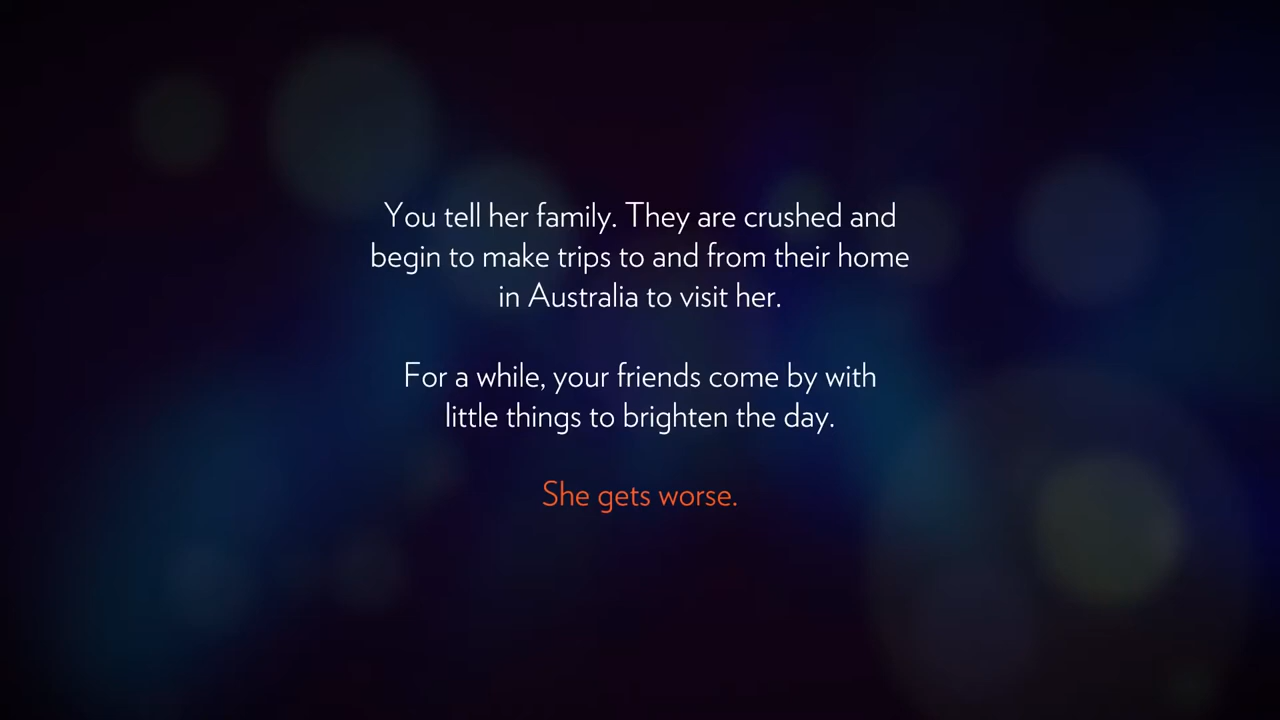 You tell her family. They are crushed and
begin to make trips to and from their home
in Australia to visit her.
For a while, your friends come by with
little things to brighten the day.
She gets worse.